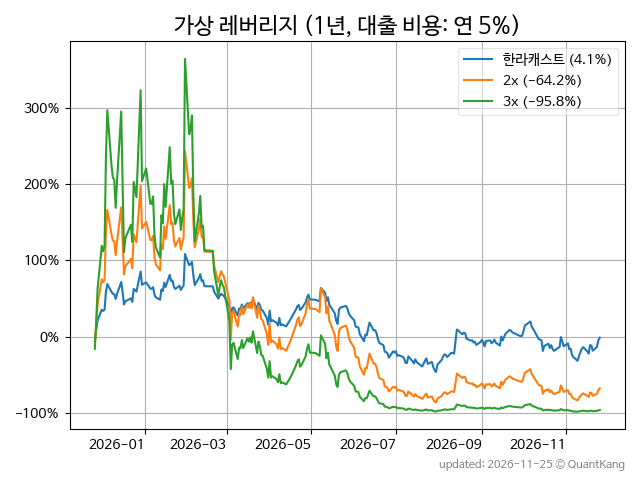 가상 레버리지 (1년, 대출 비용: 연 5%)
한라캐스트 (4.1%)
2x (−64.2%)
3x (−95.8%)
300%
200%
100%
0%
−100%
2026-01 2026-03 2026-05 2026-07 2026-09 2026-11
updated: 2026-11-25 © QuantKang